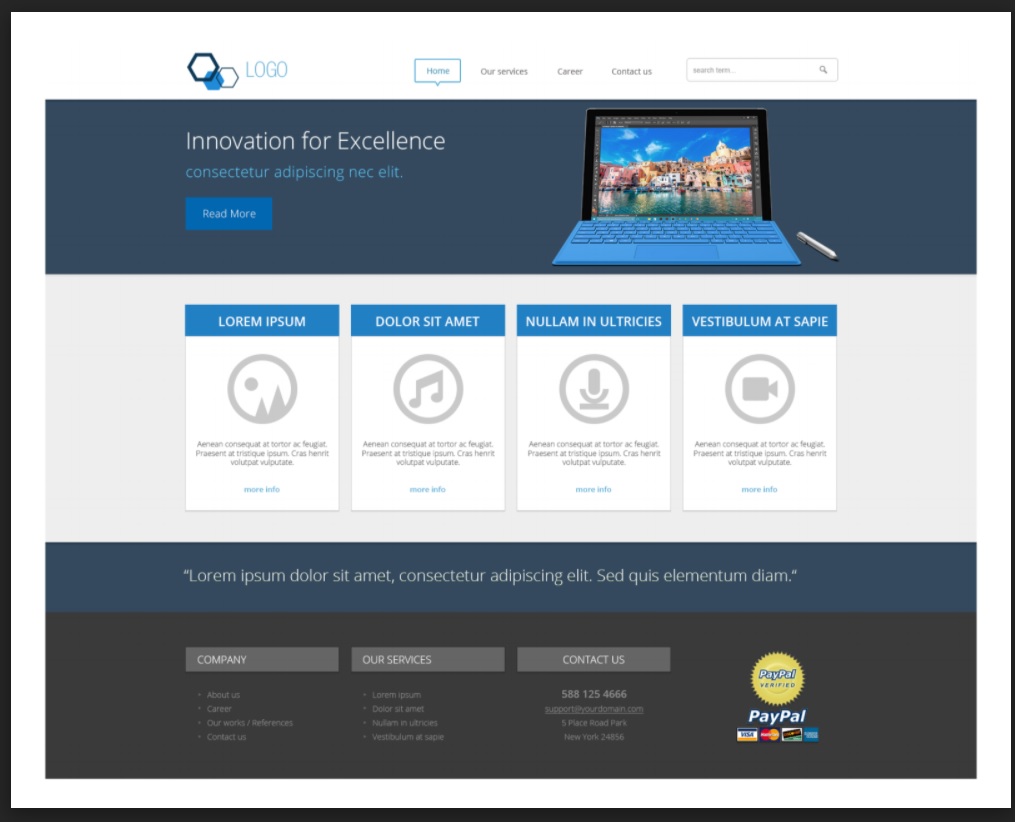 LOGO
Home
Our services
Career
Contact us
search term...
Innovation for Excellence
consectetur adipiscing nec elit.
Read More
LOREM IPSUM
Aenean consequat at tortor ac feugiat.
Praesent at tristique ipsum. Cras henrit
volutpat vulputate.
more info
DOLOR SIT AMET
Aenean consequat at tortor ac feugiat.
Praesent at tristique ipsum. Cras henrit
volutpat vulputate.
more info
NULLAM IN ULTRICIES
Aenean consequat at tortor ac feugiat.
Praesent at tristique ipsum. Cras henrit
volutpat vulputate.
more info
VESTIBULUM AT SAPIE
Aenean consequat at tortor ac feugiat.
Praesent at tristique ipsum. Cras henrit
volutpat vulputate.
more info
“Lorem ipsum dolor sit amet, consectetur adipiscing elit. Sed quis elementum diam.“
COMPANY
• About us
• Career
• Our works / References
• Contact us
OUR SERVICES
• Lorem ipsum
• Dolor sit amet
• Nullam in ultricies
• Vestibulum at sapie
CONTACT US
588 125 4666
support@yourdomain.com
5 Place Road Park
New York 24856
PayPal
VERIFIED
PayPal
VISA